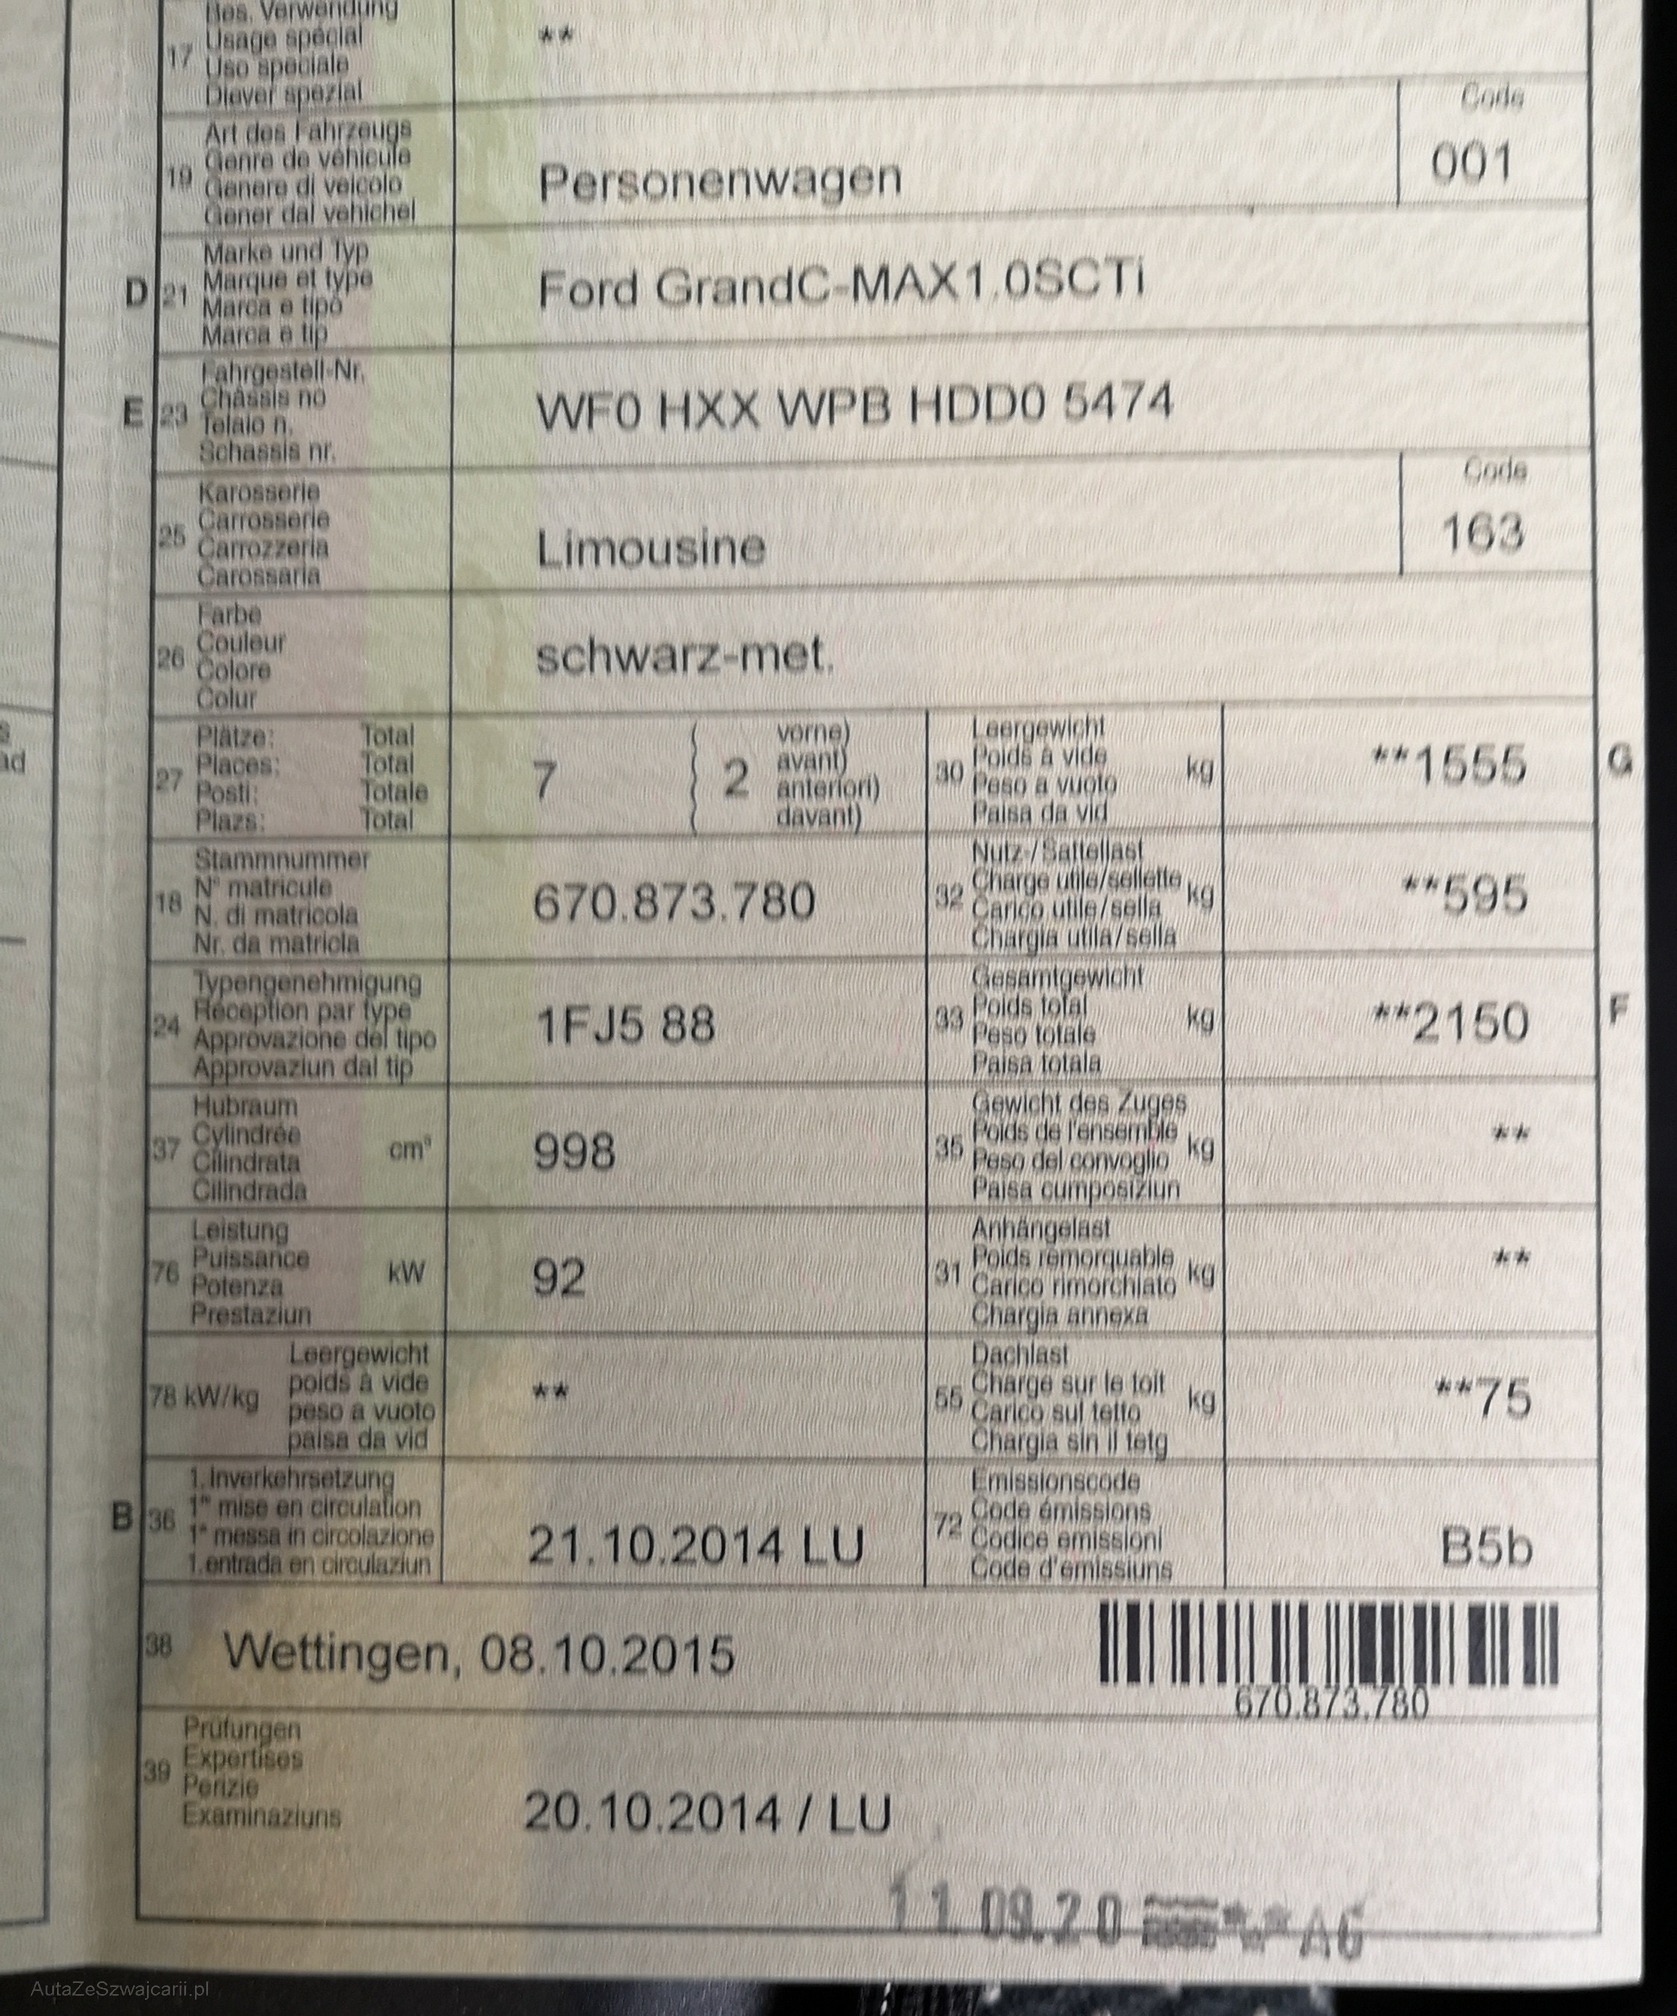 Bes. Verwendung
17 Usage spécial **
Uso speciale
Diever spezial
Code
Art des Fahrzeugs
19 Genre de véhicule Personenwagen 001
Genere di veicolo
Gener dal vehichel
Marke und Typ
D 21 Marque et type Ford GrandC-MAX1.0SCTi
Marca e tipo
Marca e tip
Fahrgestell-Nr.
E 23 Châssis no WF0 HXX WPB HDD0 5474
Telaio n.
Schassis nr.
Code
Karosserie
25 Carrosserie Limousine 163
Carrozzeria
Carossaria
Farbe
26 Couleur schwarz-met.
Colore
Colur
Plätze: Total
27 Places: Total
Posti: Totale
Plazs: Total
7 ( 2
vorne)
avant)
anteriori)
davant)
Leergewicht
30 Poids à vide kg **1555 G
Peso a vuoto
Paisa da vid
Stammnummer
18 N° matricule 670.873.780
N. di matricola
Nr. da matricla
Nutz-/Sattellast
32 Charge utile/sellette kg **595
Carico utile/sella
Chargia utila/sella
Typengenehmigung
24 Réception par type 1FJ5 88
Approvazione del tipo
Approvaziun dal tip
Gesamtgewicht
33 Poids total kg **2150 F
Peso totale
Paisa totala
Hubraum
37 Cylindrée cm³ 998
Cilindrata
Cilindrada
Gewicht des Zuges
35 Poids de l'ensemble kg **
Peso del convoglio
Paisa cumposiziun
Leistung
76 Puissance kW 92
Potenza
Prestaziun
Anhängelast
31 Poids remorquable kg **
Carico rimorchiato
Chargia annexa
Leergewicht
78 kW/kg poids à vide **
peso a vuoto
paisa da vid
Dachlast
55 Charge sur le toit kg **75
Carico sul tetto
Chargia sin il tetg
1. Inverkehrsetzung
B 36 1re mise en circulation 21.10.2014 LU
1a messa in circolazione
1. entrada en circulaziun
Emissionscode
72 Code émissions B5b
Codice emissioni
Code d'emissiuns
38 Wettingen, 08.10.2015
670.873.780
Prüfungen
39 Expertises
Perizie
Examinaziuns
20.10.2014 / LU
11.09.20 *.* AG
AutaZeSzwajcarii.pl